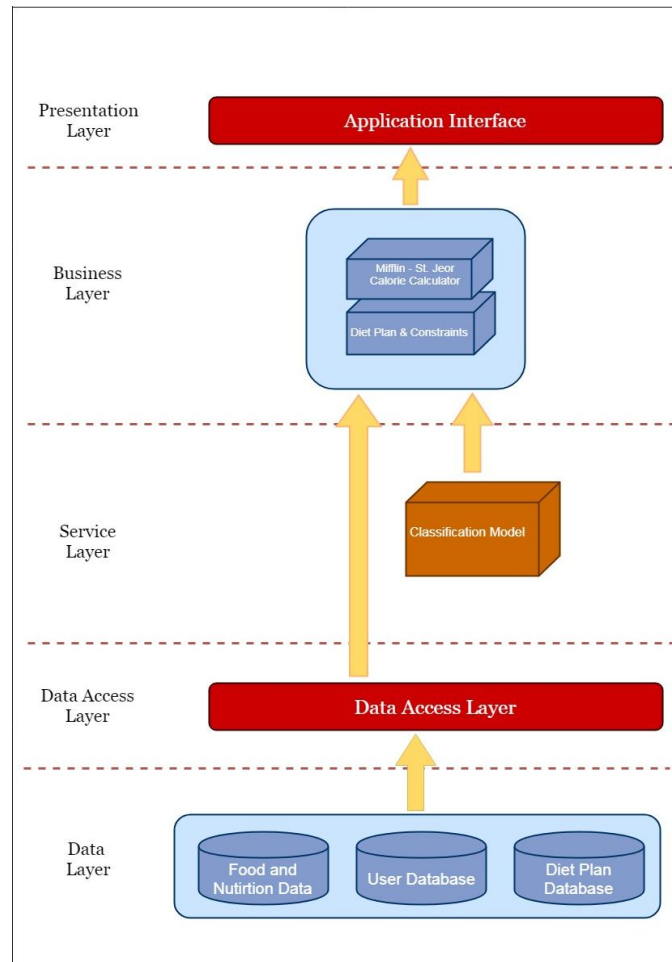 Presentation
Layer
Application Interface
Business
Layer
Mifflin - St. Jeor
Calorie Calculator
Diet Plan & Constraints
Service
Layer
Classification Model
Data Access
Layer
Data Access Layer
Data
Layer
Food and
Nutirtion Data
User Database
Diet Plan
Database